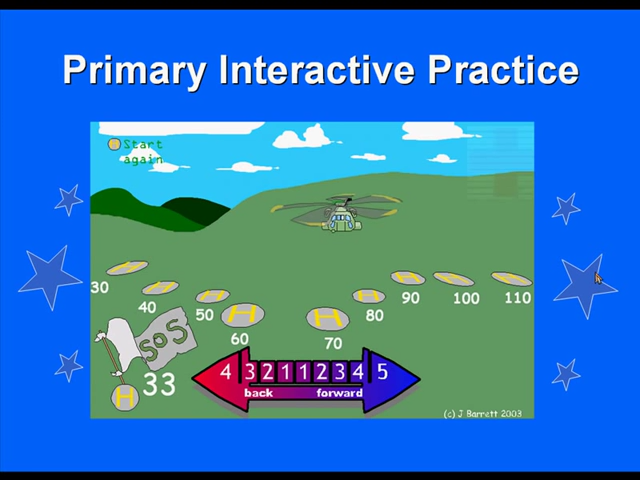 Primary Interactive Practice
Start
again
H H H H H H H H H
30 40 50 60 70 80 90 100 110
SOS
H 33
4 3 2 1 1 2 3 4 5
back forward
(c) J Barrett 2003